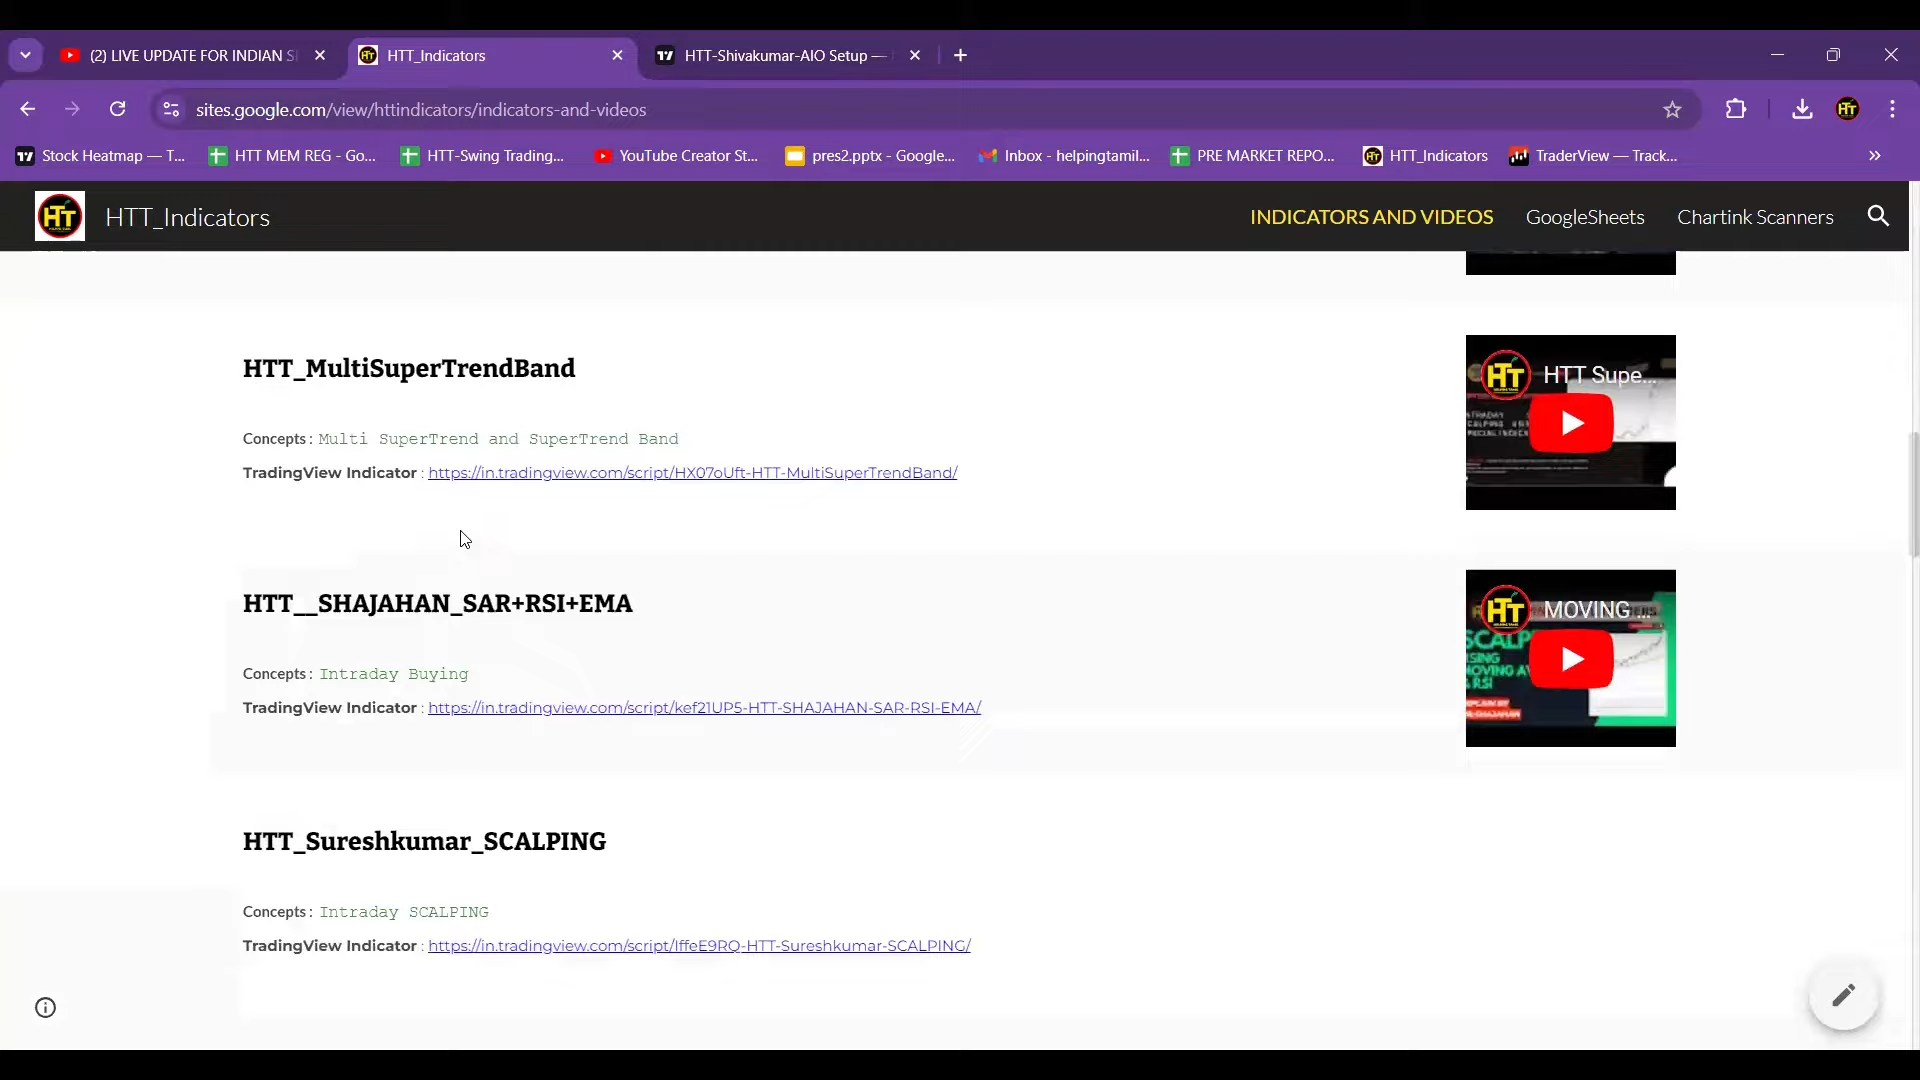 (2) LIVE UPDATE FOR INDIAN S
HTT_Indicators
HTT-Shivakumar-AIO Setup —
sites.google.com/view/httindicators/indicators-and-videos
Stock Heatmap — T...
HTT MEM REG - Go...
HTT-Swing Trading...
YouTube Creator St...
pres2.pptx - Google...
Inbox - helpingtamil...
PRE MARKET REPO...
HTT_Indicators
TraderView — Track...
HTT
HTT_Indicators
INDICATORS AND VIDEOS
GoogleSheets
Chartink Scanners
HTT_MultiSuperTrendBand
Concepts : Multi SuperTrend and SuperTrend Band
TradingView Indicator : https://in.tradingview.com/script/HX07oUft-HTT-MultiSuperTrendBand/
HTT Supe...
HTT__SHAJAHAN_SAR+RSI+EMA
Concepts : Intraday Buying
TradingView Indicator : https://in.tradingview.com/script/kef21UP5-HTT-SHAJAHAN-SAR-RSI-EMA/
MOVING ...
HTT_Sureshkumar_SCALPING
Concepts : Intraday SCALPING
TradingView Indicator : https://in.tradingview.com/script/IffeE9RQ-HTT-Sureshkumar-SCALPING/